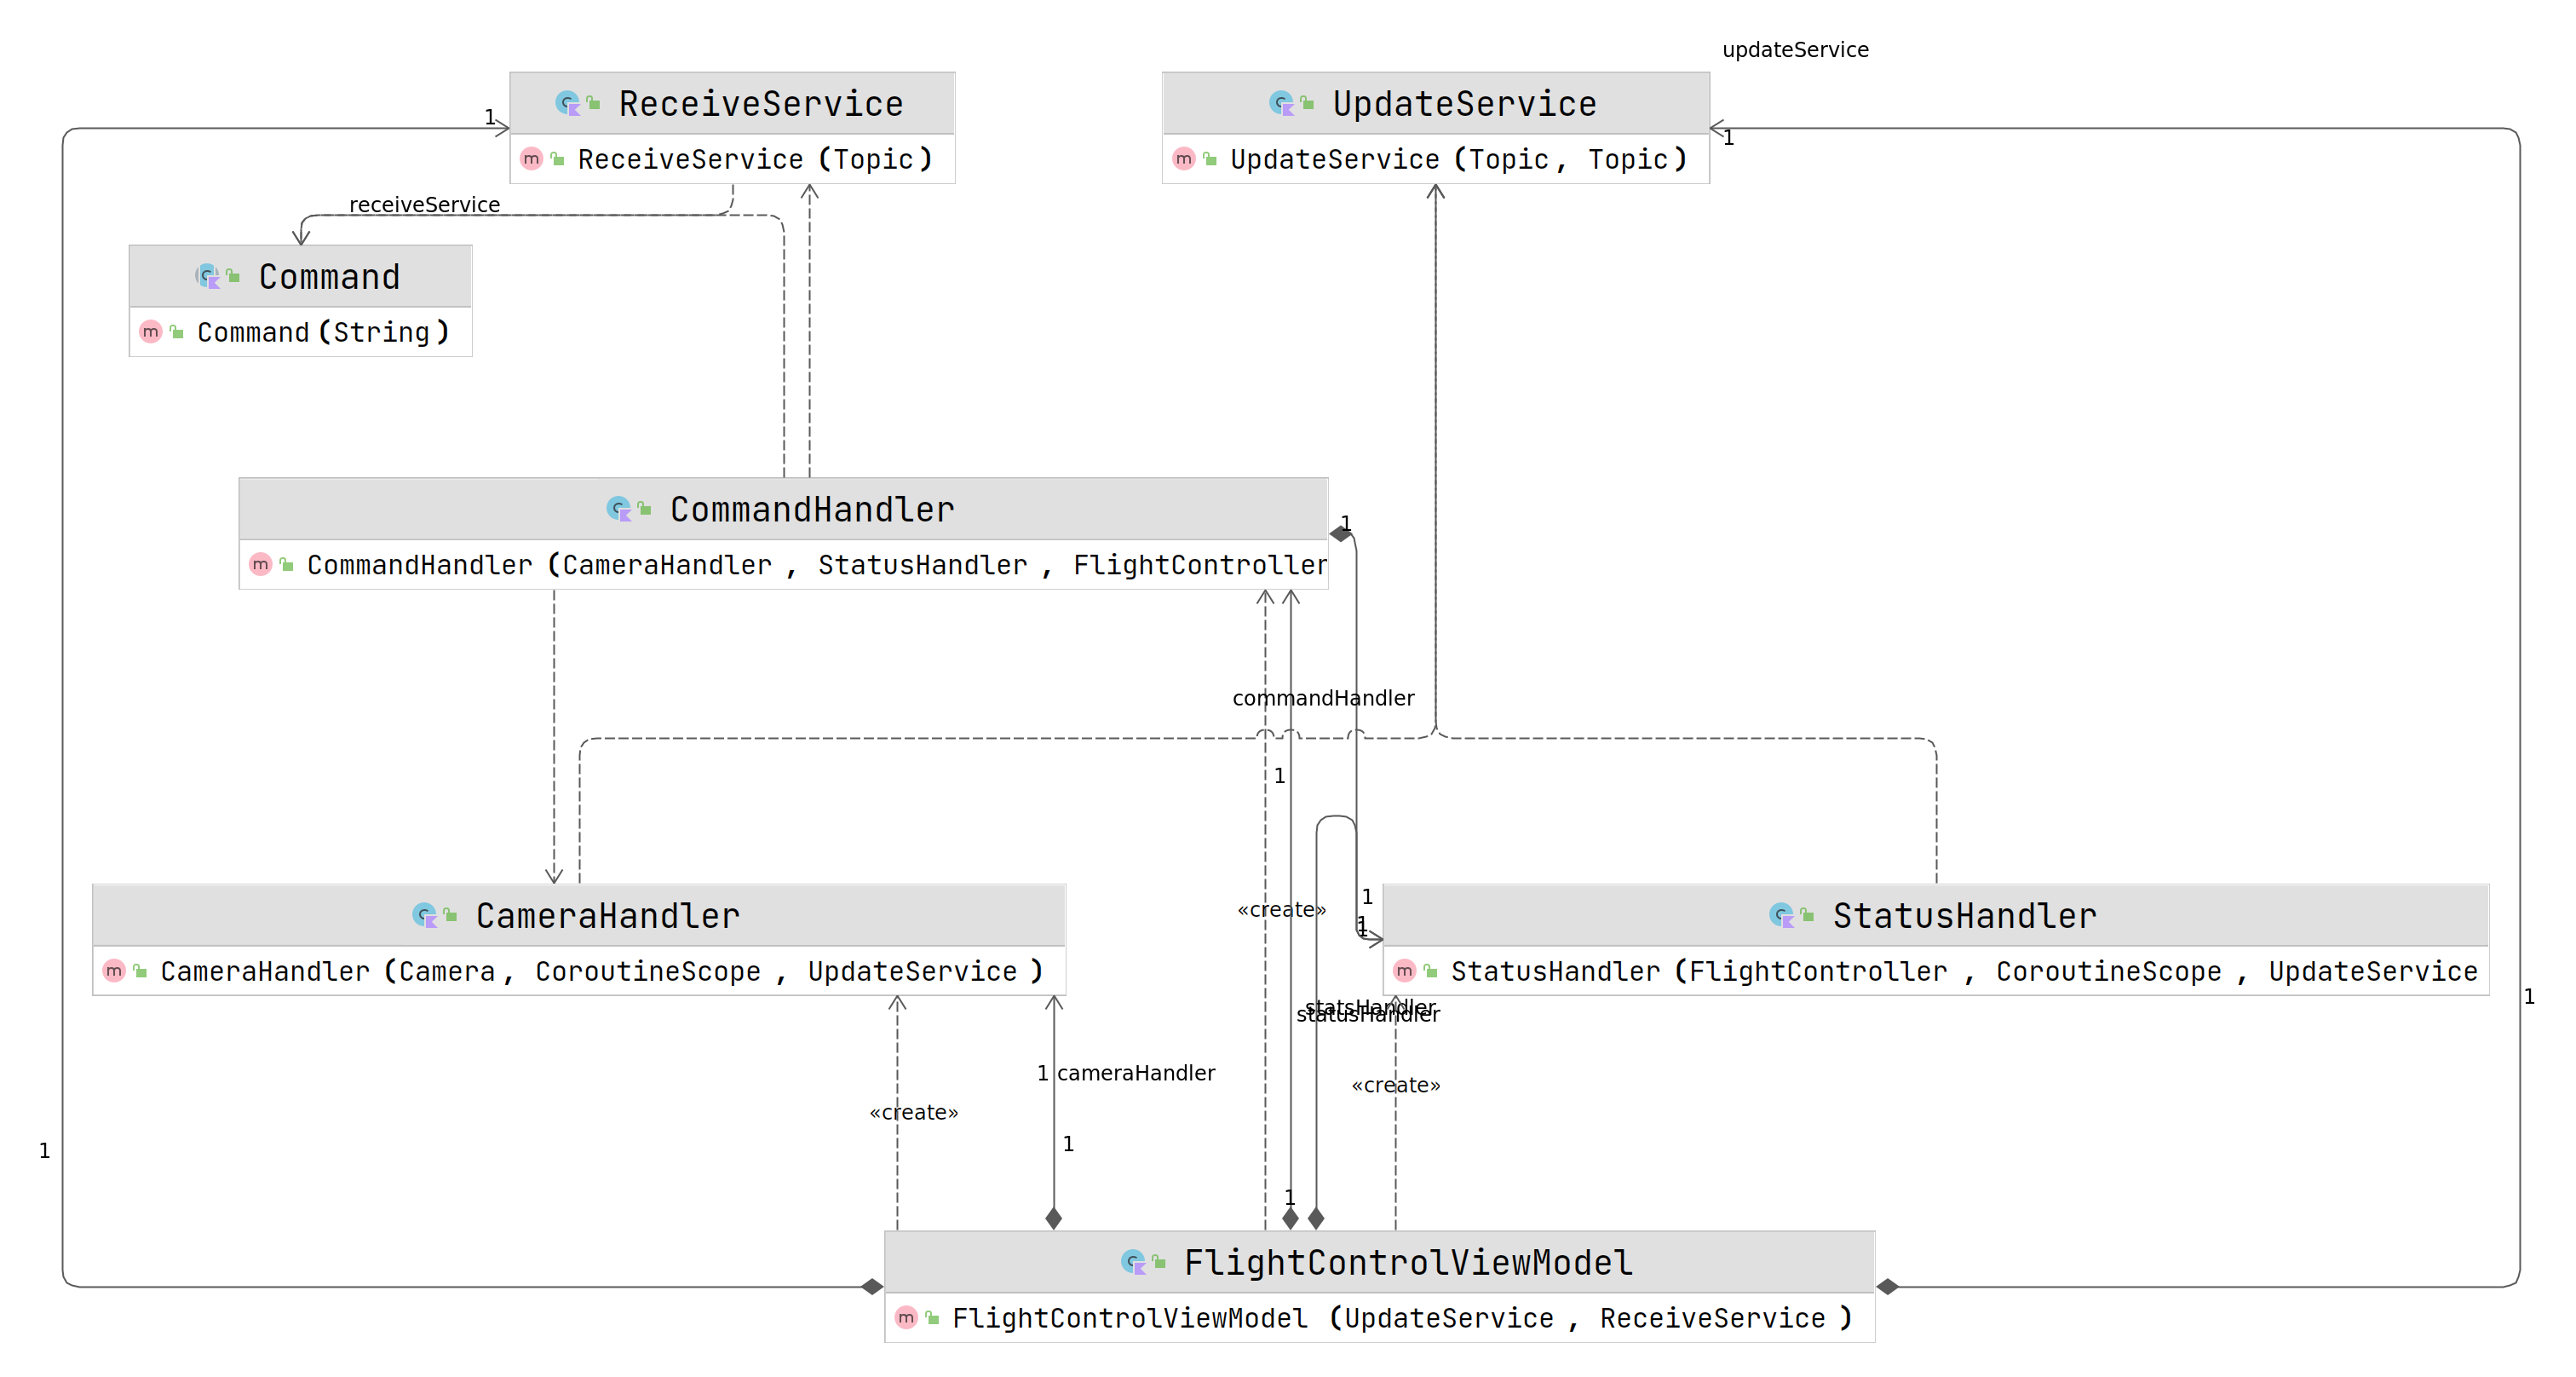 updateService
ReceiveService
ReceiveService (Topic)
UpdateService
UpdateService (Topic, Topic)
1
1
receiveService
Command
Command (String)
CommandHandler
CommandHandler (CameraHandler, StatusHandler, FlightController
1
commandHandler
1
CameraHandler
CameraHandler (Camera, CoroutineScope, UpdateService)
«create»
1
1
StatusHandler
StatusHandler (FlightController, CoroutineScope, UpdateService
1
statsHandler
statusHandler
1 cameraHandler
«create»
«create»
1
1
1
FlightControlViewModel
FlightControlViewModel (UpdateService, ReceiveService)